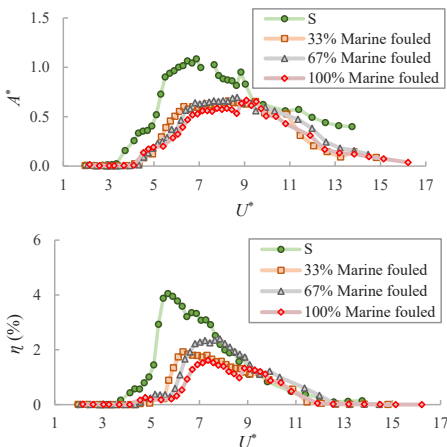 A*
1.5
1.0
0.5
0.0
1 3 5 7 9 11 13 15 17
U*
S
33% Marine fouled
67% Marine fouled
100% Marine fouled
η (%)
6
4
2
0
1 3 5 7 9 11 13 15 17
U*
S
33% Marine fouled
67% Marine fouled
100% Marine fouled